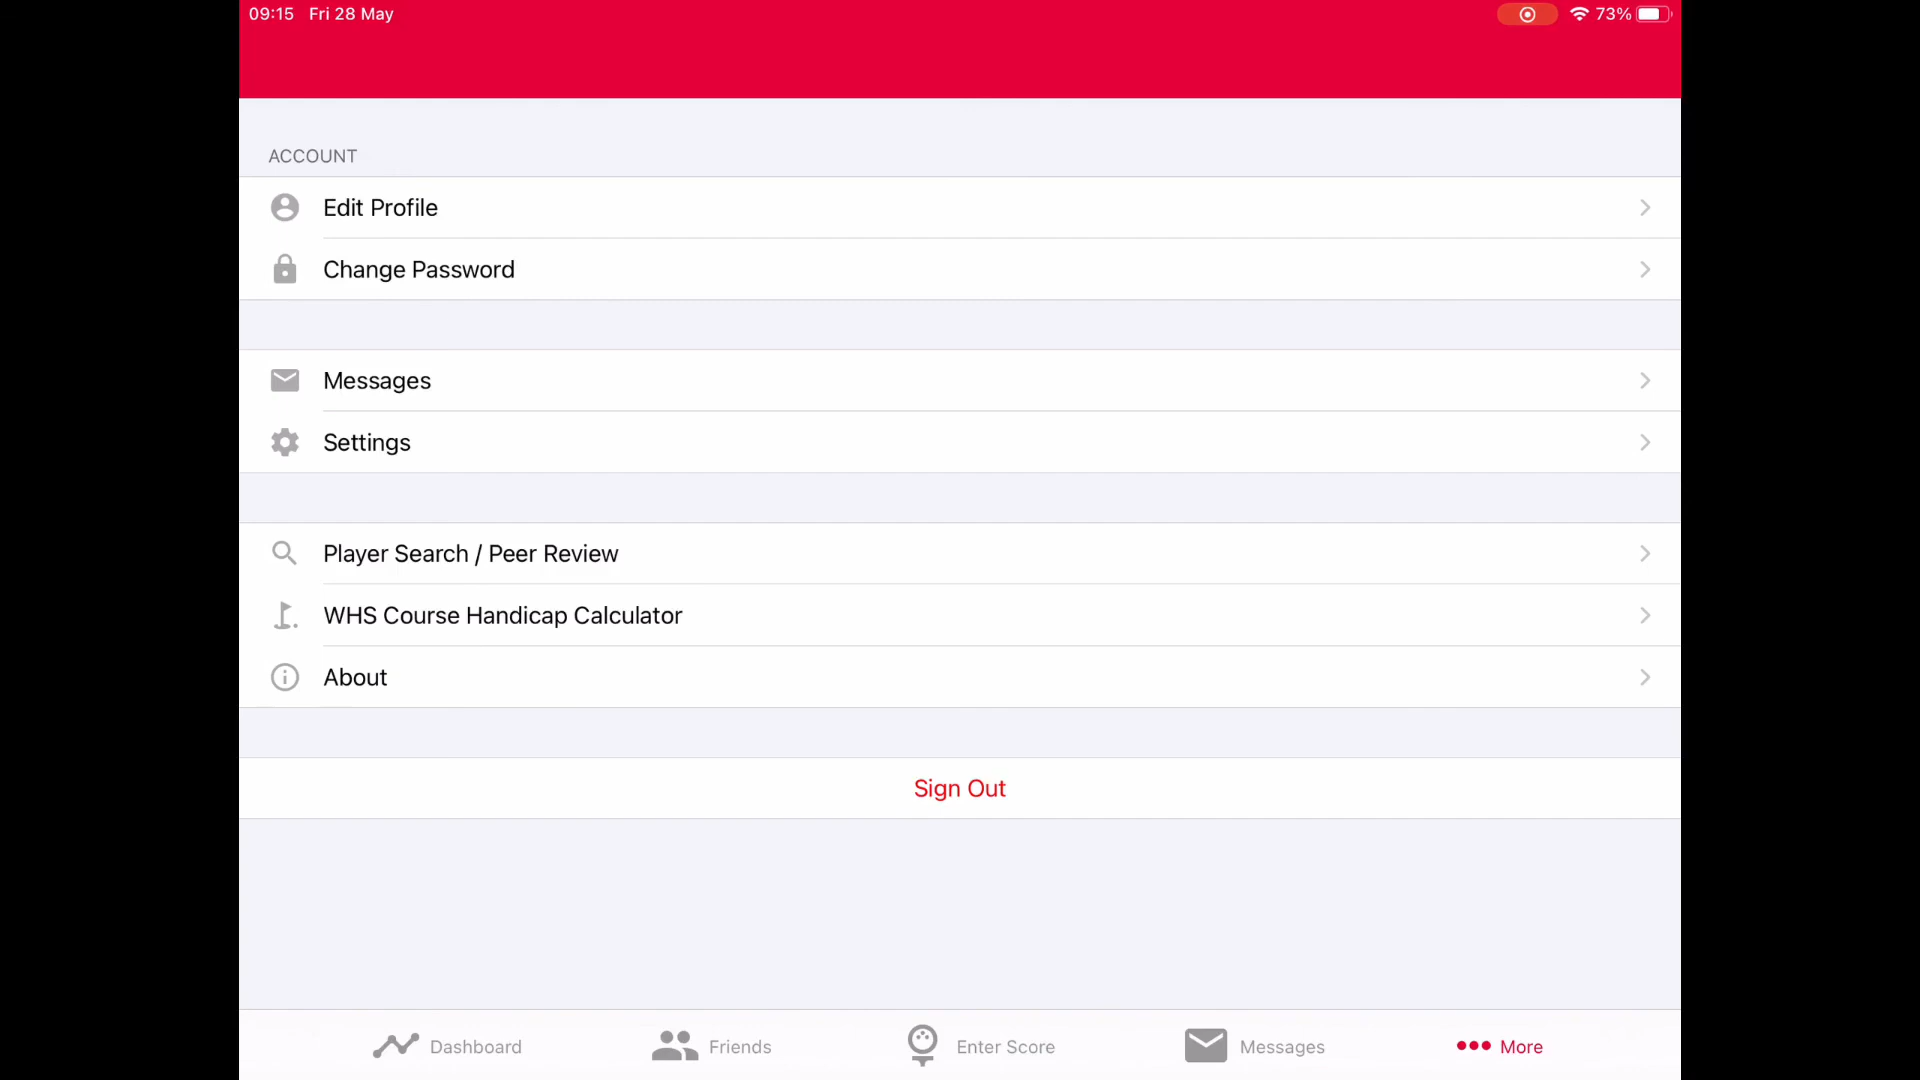 09:15 Fri 28 May 73%
ACCOUNT
Edit Profile
Change Password
Messages
Settings
Player Search / Peer Review
WHS Course Handicap Calculator
About
Sign Out
Dashboard Friends Enter Score Messages More